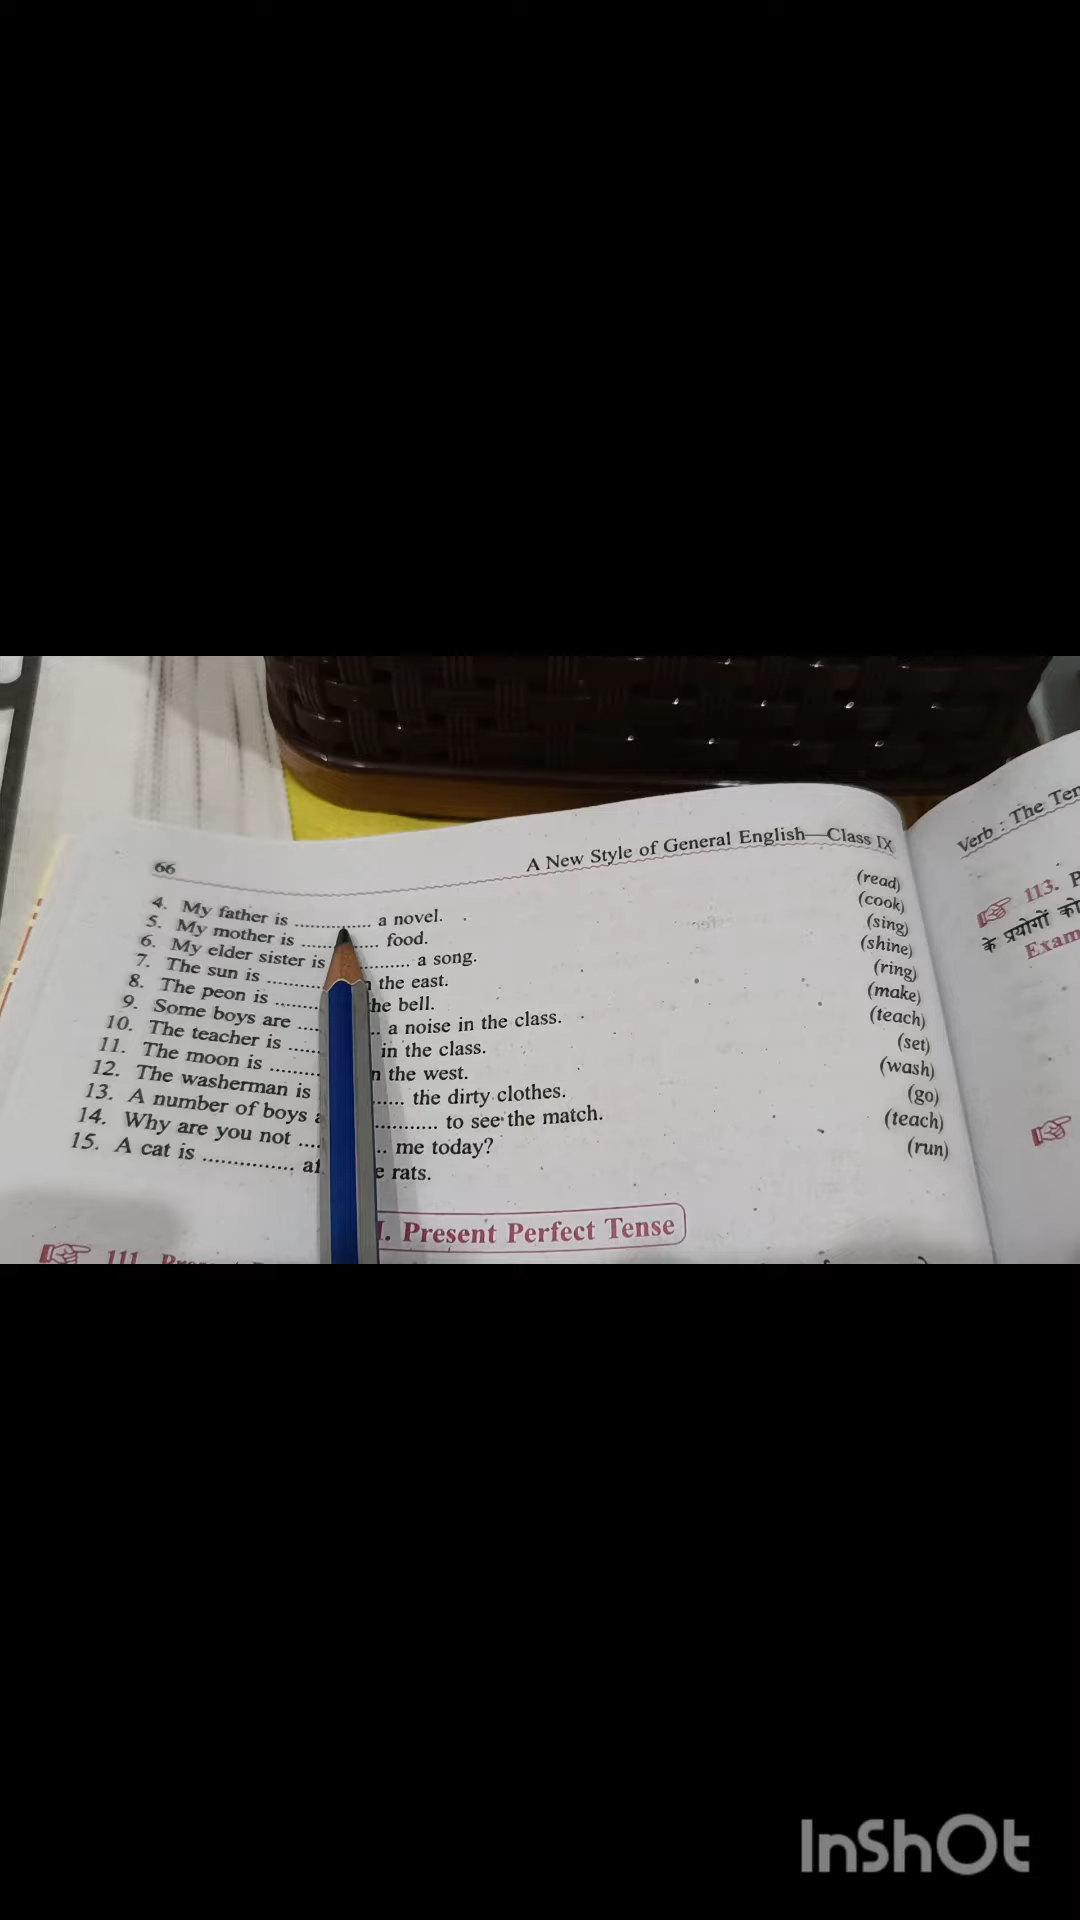 66
A New Style of General English—Class IX
4. My father is .............. a novel. (read)
5. My mother is .............. food. (cook)
6. My elder sister is .......... a song. (sing)
7. The sun is .......... the east. (shine)
8. The peon is ........ the bell. (ring)
9. Some boys are ...... a noise in the class. (make)
10. The teacher is ...... in the class. (teach)
11. The moon is ......... the west. (set)
12. The washerman is ...... the dirty clothes. (wash)
13. A number of boys ............ to see the match. (go)
14. Why are you not ...... me today? (teach)
15. A cat is ............... rats. (run)
I. Present Perfect Tense
111.
Verb : The
113.
के प्रयोगों को
InShOt